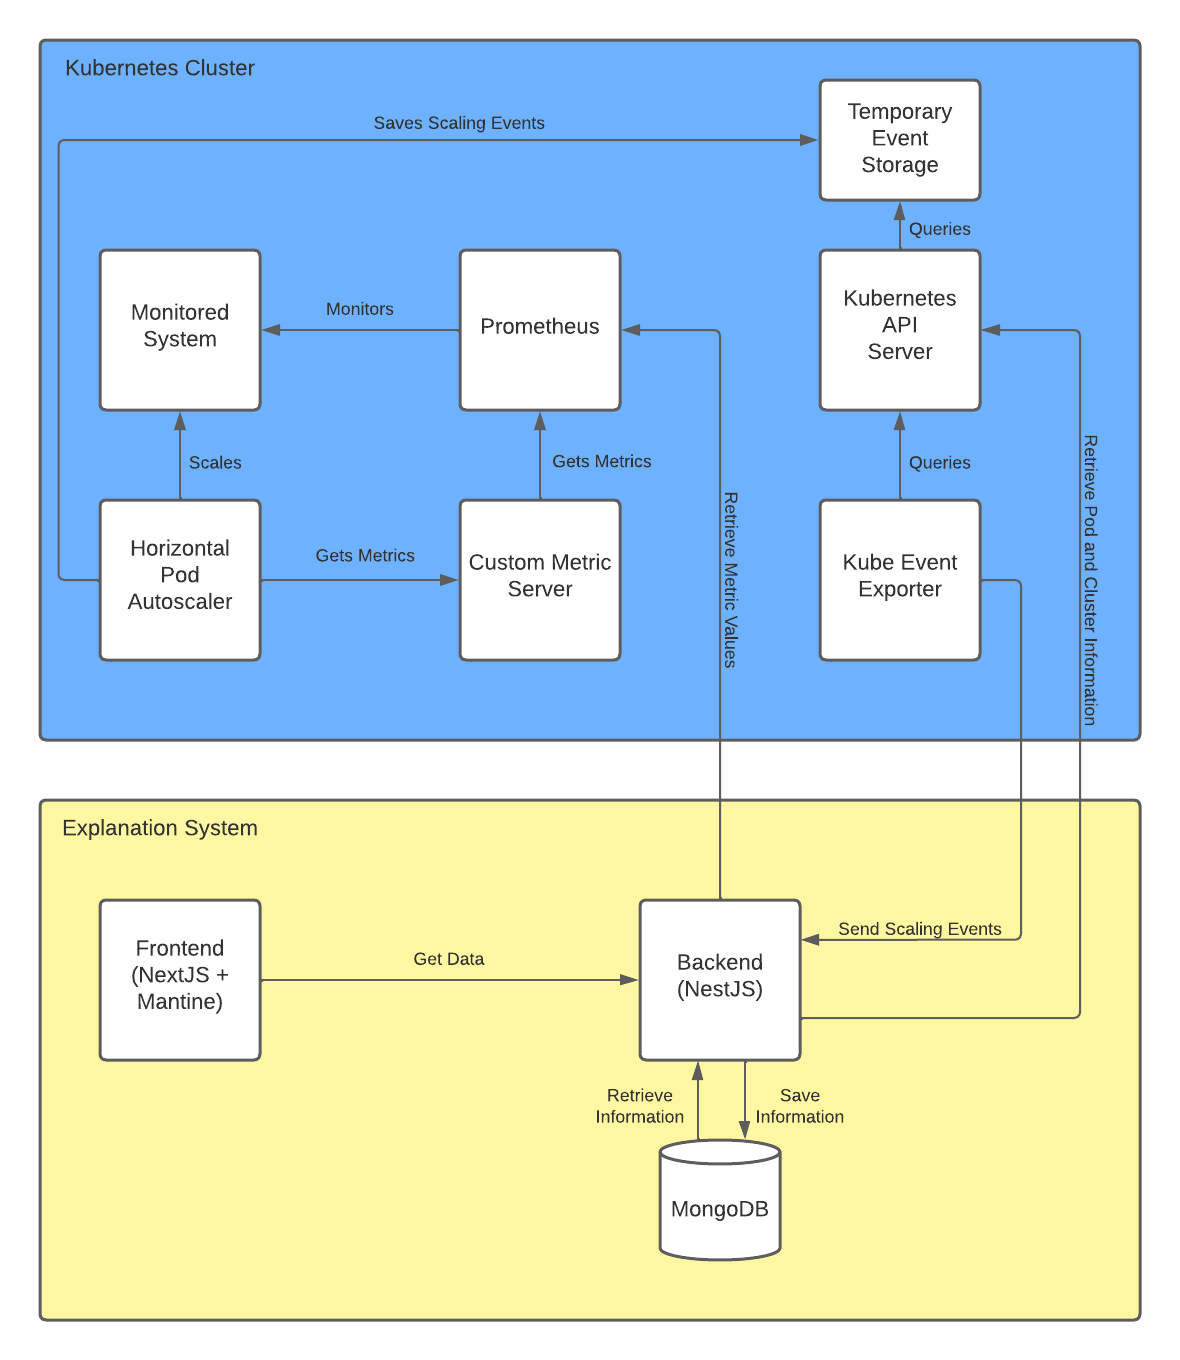 Kubernetes Cluster
Saves Scaling Events
Temporary
Event
Storage
Queries
Monitored
System
Monitors
Prometheus
Kubernetes
API
Server
Scales
Gets Metrics
Queries
Retrieve Pod and Cluster Information
Horizontal
Pod
Autoscaler
Gets Metrics
Custom Metric
Server
Retrieve Metric Values
Kube Event
Exporter
Explanation System
Frontend
(NextJS +
Mantine)
Get Data
Backend
(NestJS)
Send Scaling Events
Retrieve
Information
Save
Information
MongoDB